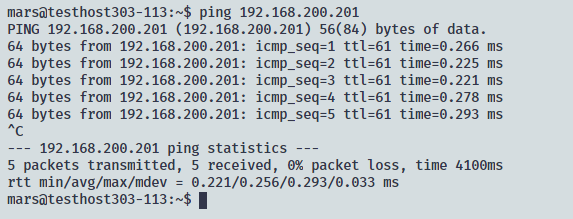 mars@testhost303-113:~$ ping 192.168.200.201
PING 192.168.200.201 (192.168.200.201) 56(84) bytes of data.
64 bytes from 192.168.200.201: icmp_seq=1 ttl=61 time=0.266 ms
64 bytes from 192.168.200.201: icmp_seq=2 ttl=61 time=0.225 ms
64 bytes from 192.168.200.201: icmp_seq=3 ttl=61 time=0.221 ms
64 bytes from 192.168.200.201: icmp_seq=4 ttl=61 time=0.278 ms
64 bytes from 192.168.200.201: icmp_seq=5 ttl=61 time=0.293 ms
^C
--- 192.168.200.201 ping statistics ---
5 packets transmitted, 5 received, 0% packet loss, time 4100ms
rtt min/avg/max/mdev = 0.221/0.256/0.293/0.033 ms
mars@testhost303-113:~$